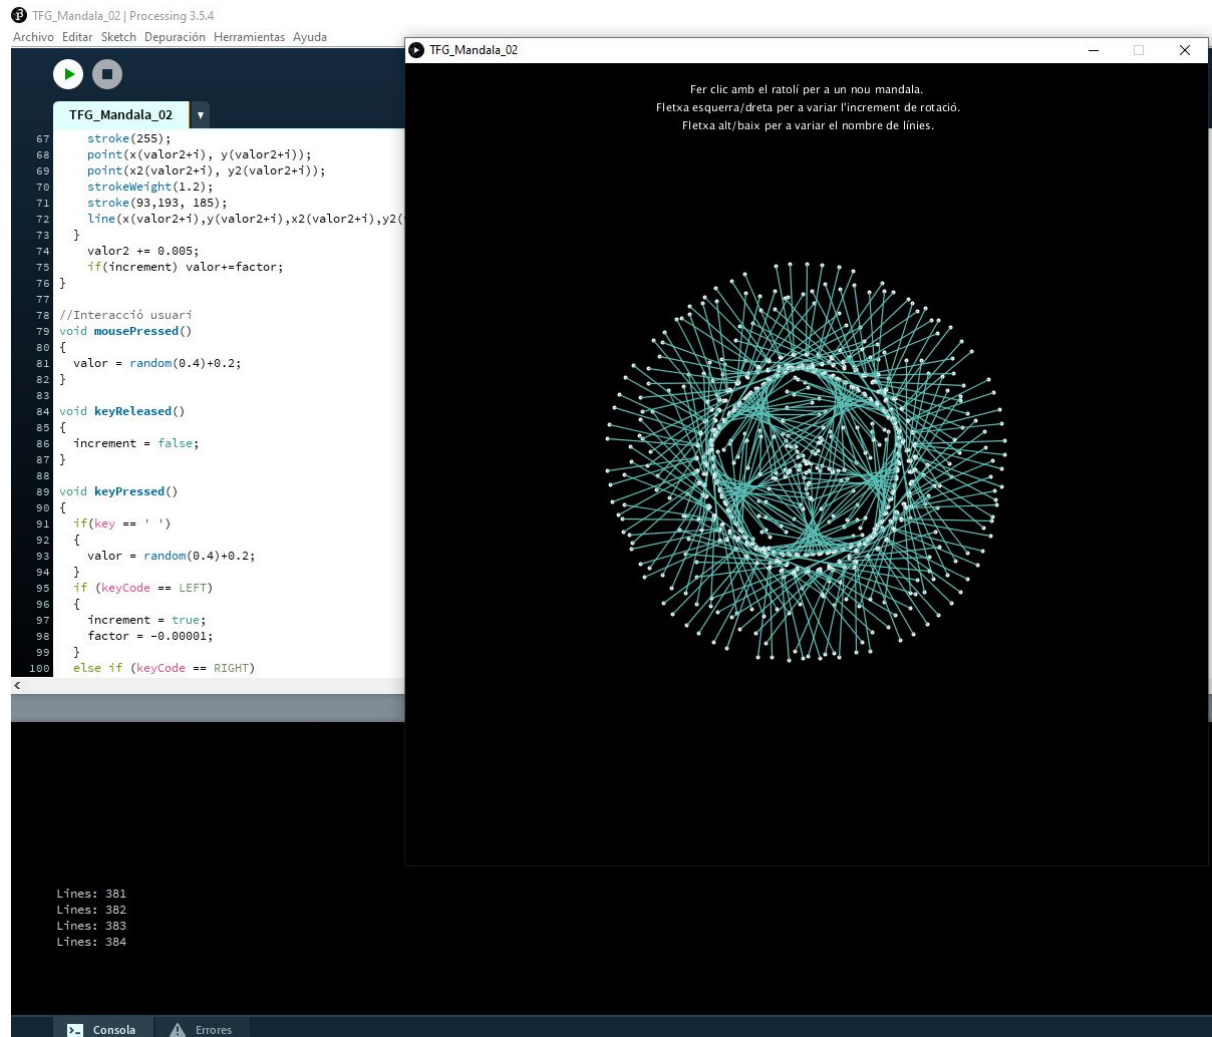 TFG_Mandala_02 | Processing 3.5.4
Archivo Editar Sketch Depuración Herramientas Ayuda
TFG_Mandala_02
67 stroke(255);
68 point(x(valor2+i), y(valor2+i));
69 point(x2(valor2+i), y2(valor2+i));
70 strokeWeight(1.2);
71 stroke(93,193, 185);
72 line(x(valor2+i),y(valor2+i),x2(valor2+i),y2(
73 }
74 valor2 += 0.005;
75 if(increment) valor+=factor;
76 }
77
78 //Interacció usuari
79 void mousePressed()
80 {
81 valor = random(0.4)+0.2;
82 }
83
84 void keyReleased()
85 {
86 increment = false;
87 }
88
89 void keyPressed()
90 {
91 if(key == ' ')
92 {
93 valor = random(0.4)+0.2;
94 }
95 if (keyCode == LEFT)
96 {
97 increment = true;
98 factor = -0.00001;
99 }
100 else if (keyCode == RIGHT)
TFG_Mandala_02
Fer clic amb el ratolí per a un nou mandala.
Fletxa esquerra/dreta per a variar l'increment de rotació.
Fletxa alt/baix per a variar el nombre de línies.
Lines: 381
Lines: 382
Lines: 383
Lines: 384
Consola Errores